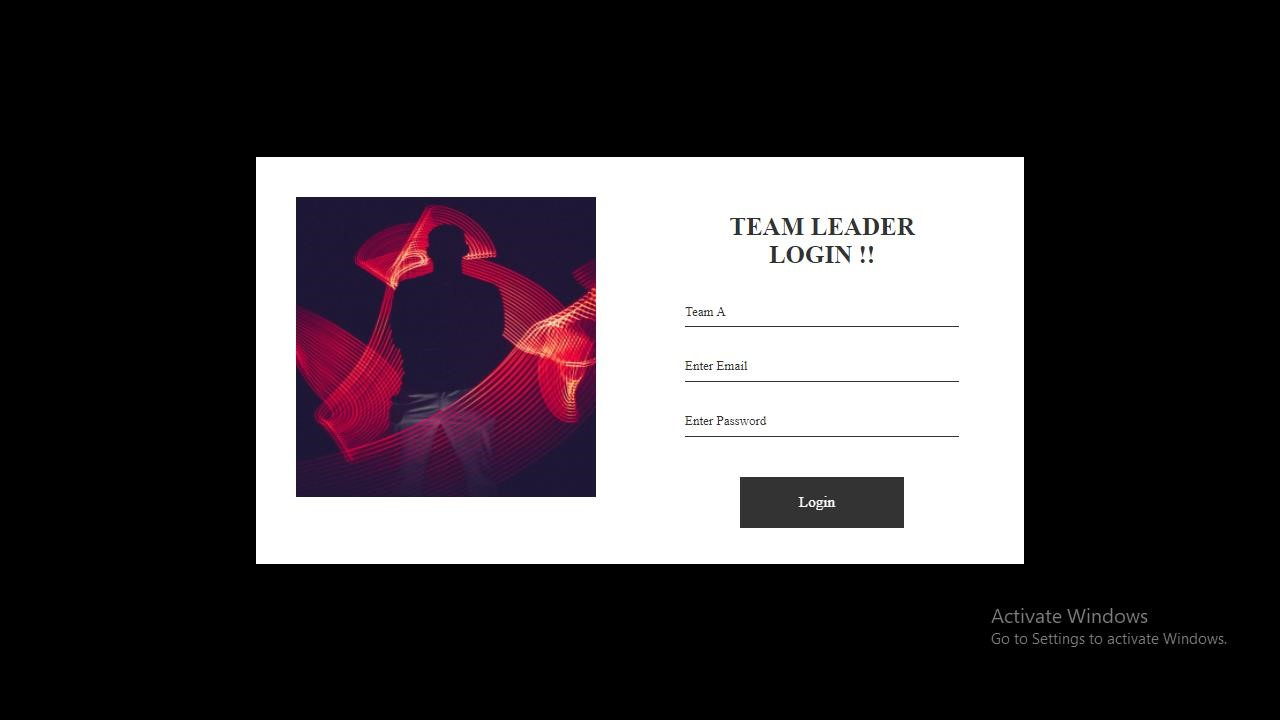 TEAM LEADER
LOGIN !!
Team A
Enter Email
Enter Password
Login
Activate Windows
Go to Settings to activate Windows.